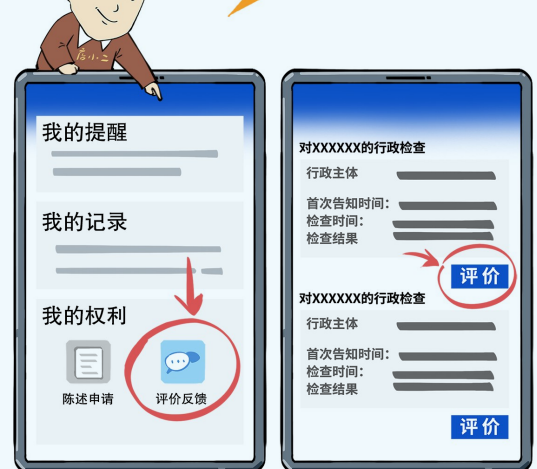 店小二
我的提醒
我的记录
我的权利
陈述申请
评价反馈
对XXXXXX的行政检查
行政主体
首次告知时间：
检查时间：
检查结果
评价
对XXXXXX的行政检查
行政主体
首次告知时间：
检查时间：
检查结果
评价